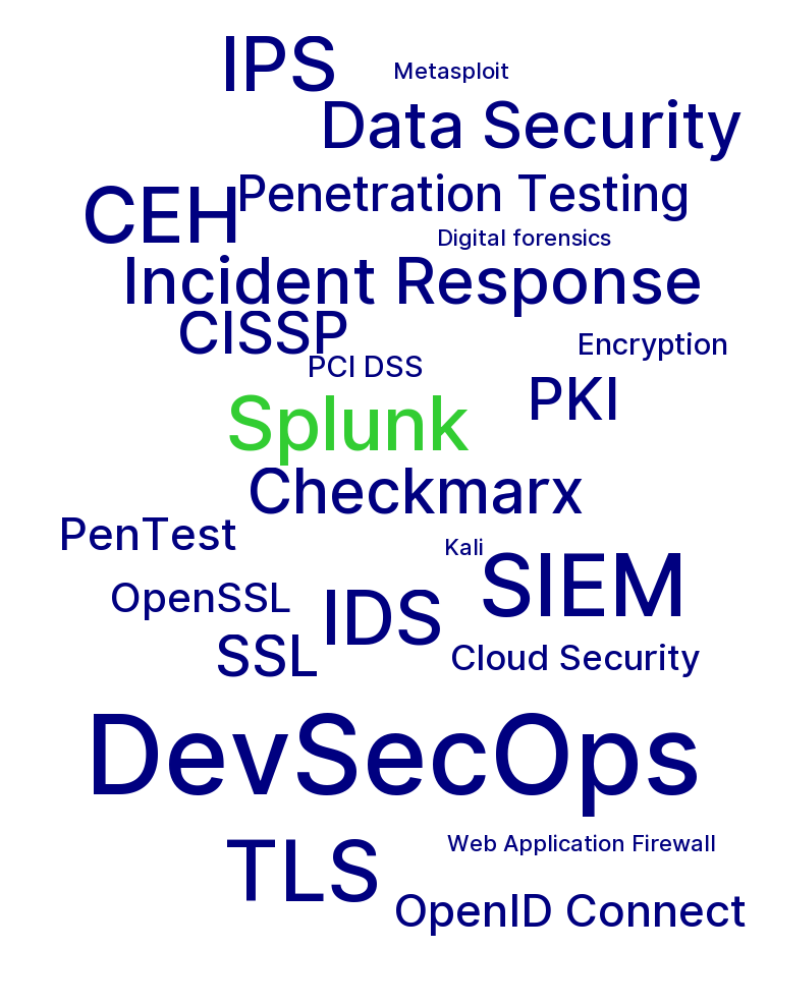 IPS
Metasploit
Data Security
Penetration Testing
CEH
Digital forensics
Incident Response
CISSP
Encryption
PCI DSS
PKI
Splunk
Checkmarx
PenTest
Kali
SIEM
OpenSSL
IDS
SSL
Cloud Security
DevSecOps
Web Application Firewall
TLS
OpenID Connect